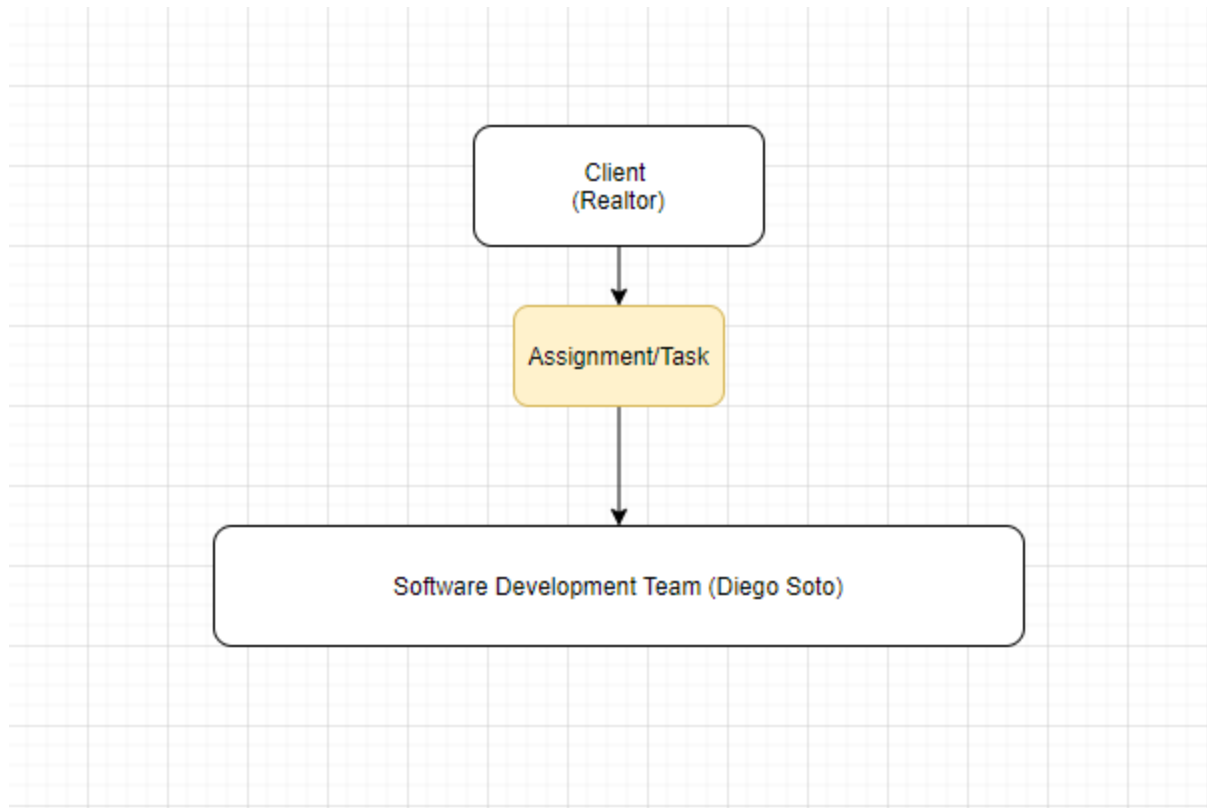 Client
(Realtor)
Assignment/Task
Software Development Team (Diego Soto)